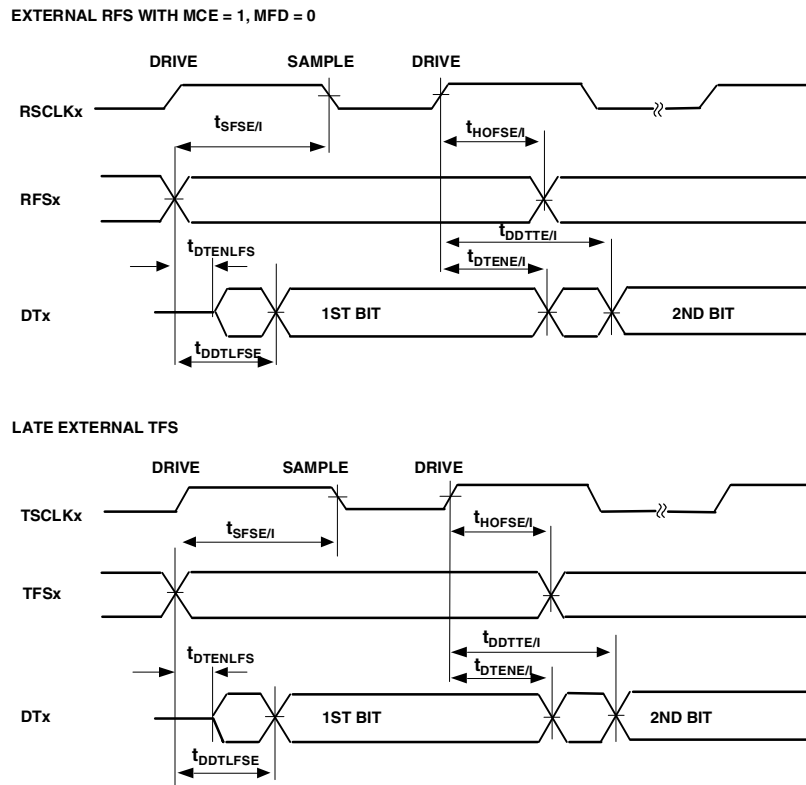 EXTERNAL RFS WITH MCE = 1, MFD = 0
DRIVE SAMPLE DRIVE
RSCLKx
tSFSE/I tHOFSE/I
RFSx
tDDTTE/I
tDTENLFS tDTENE/I
DTx 1ST BIT 2ND BIT
tDDTLFSE
LATE EXTERNAL TFS
DRIVE SAMPLE DRIVE
TSCLKx
tSFSE/I tHOFSE/I
TFSx
tDDTTE/I
tDTENLFS tDTENE/I
DTx 1ST BIT 2ND BIT
tDDTLFSE